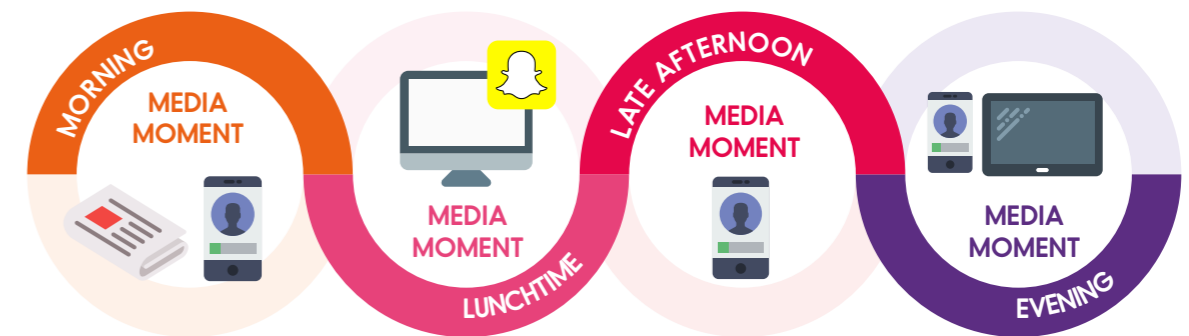 MORNING
MEDIA
MOMENT
MEDIA
MOMENT
LUNCHTIME
LATE AFTERNOON
MEDIA
MOMENT
MEDIA
MOMENT
EVENING